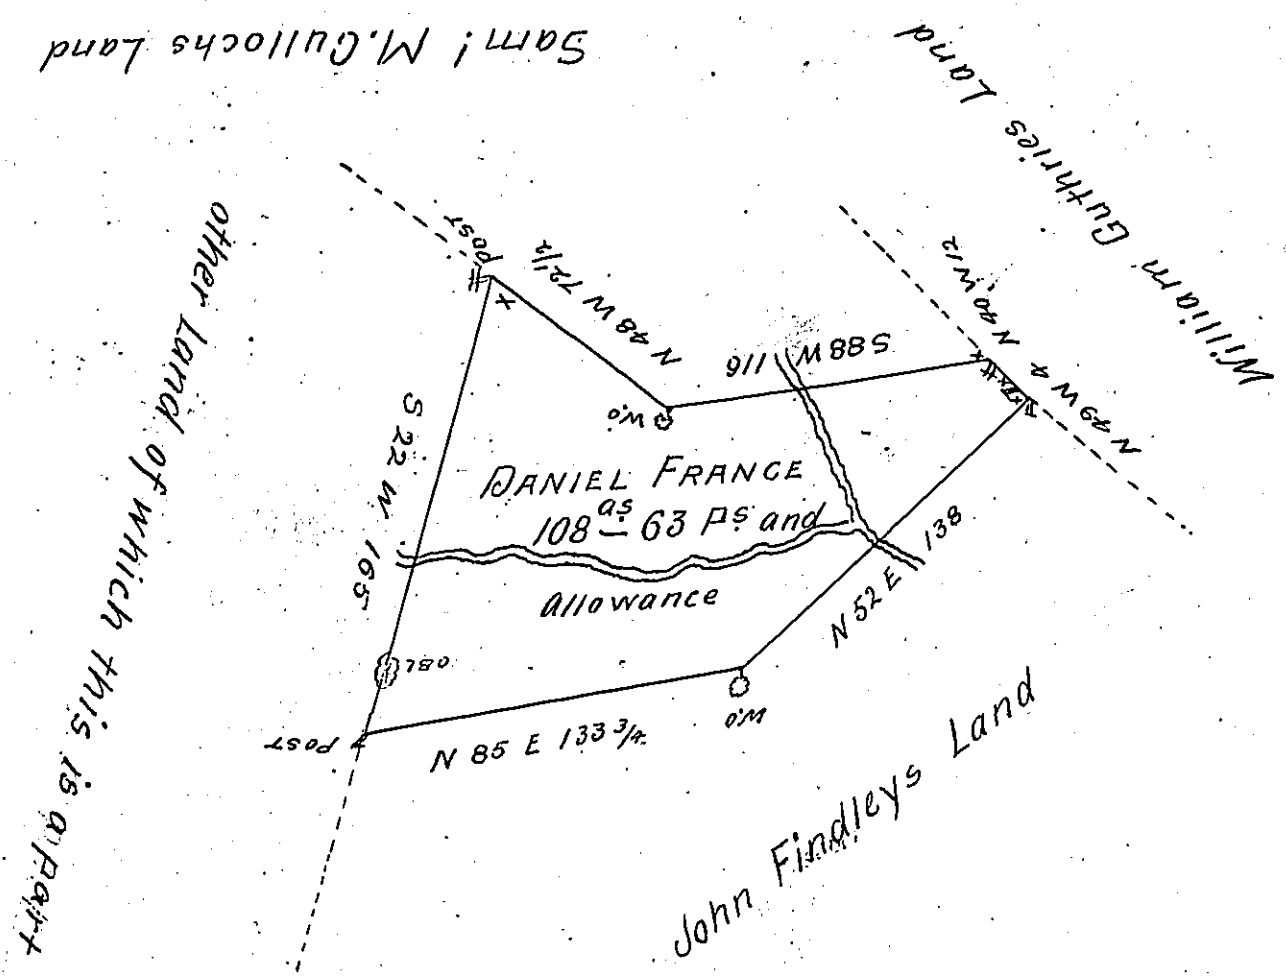 Sam! M.Cullochs Land
William Guthries Land
other Land of which this is a part
POST
N 48 W 72 1/2
N 40. W 12
N 49 W 4
116 S 88 W
W.O
S 22 W 165
DANIEL FRANCE
108 as 63 Ps and
allowance
N 52 E 138
OBL
POST
N 85 E 133 3/4.
W.O
John Findleys Land